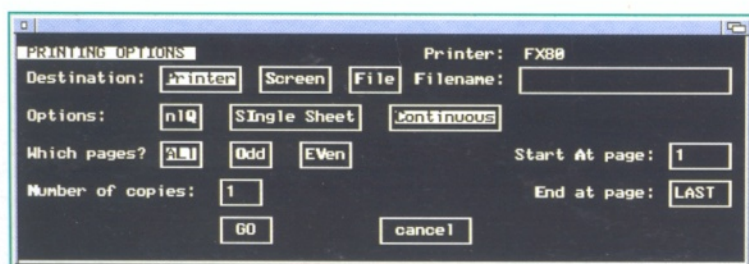 PRINTING OPTIONS Printer: FX80
Destination: Printer Screen File Filename:
Options: nlQ SIngle Sheet Continuous
Which pages? ALl Odd EVen Start At page: 1
Number of copies: 1 End at page: LAST
GO cancel